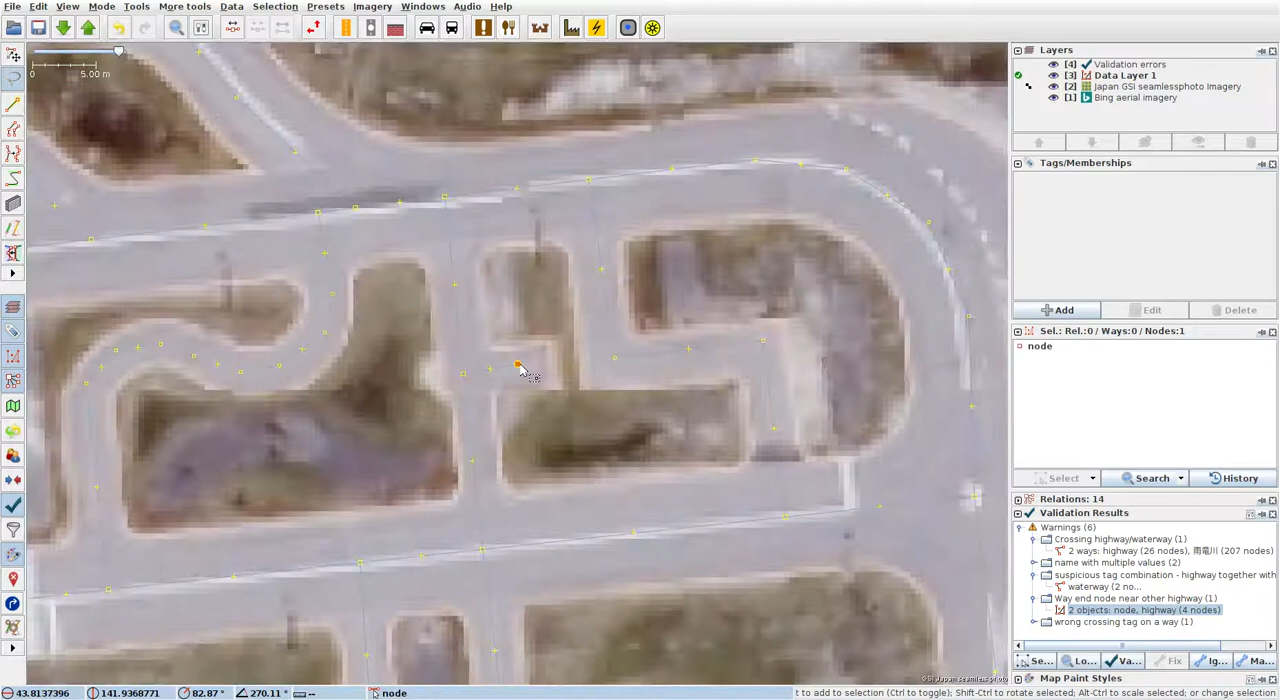 File Edit View Mode Tools More tools Data Selection Presets Imagery Windows Audio Help
0 5.00 m
Layers
[4] Validation errors
[3] Data Layer 1
[2] Japan GSI seamlessphoto Imagery
[1] Bing aerial imagery
Tags/Memberships
Add Edit Delete
Sel.: Rel.:0 / Ways:0 / Nodes:1
node
Select Search History
Relations: 14
Validation Results
Warnings (6)
Crossing highway/waterway (1)
2 ways: highway (26 nodes), 雨竜川 (207 nodes)
name with multiple values (2)
suspicious tag combination - highway together with
waterway (2 no...
Way end node near other highway (1)
2 objects: node, highway (4 nodes)
wrong crossing tag on a way (1)
Se... Lo... Va... Fix Ig... Ma...
Map Paint Styles
GSI Japan seamless photo
43.8137396 141.9368771 82.87 ° 270.11 ° -- node t to add to selection (Ctrl to toggle); Shift-Ctrl to rotate selected; Alt-Ctrl to scale selected; or change selection